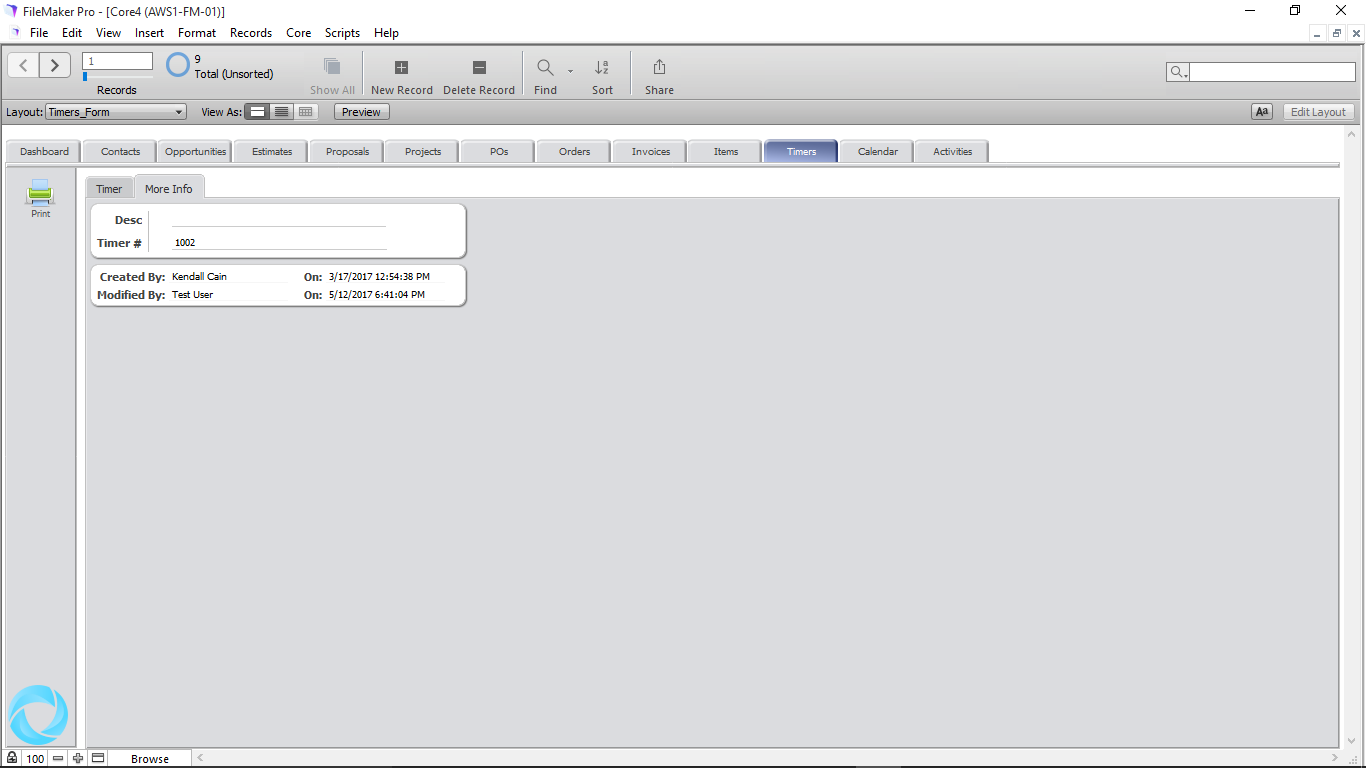 FileMaker Pro - [Core4 (AWS1-FM-01)]
File Edit View Insert Format Records Core Scripts Help
1
9
Total (Unsorted)
Records
Show All
New Record
Delete Record
Find
Sort
Share
Layout: Timers_Form View As: Preview Aa Edit Layout
Dashboard Contacts Opportunities Estimates Proposals Projects POs Orders Invoices Items Timers Calendar Activities
Print
Timer More Info
Desc
Timer # 1002
Created By: Kendall Cain On: 3/17/2017 12:54:38 PM
Modified By: Test User On: 5/12/2017 6:41:04 PM
100 Browse